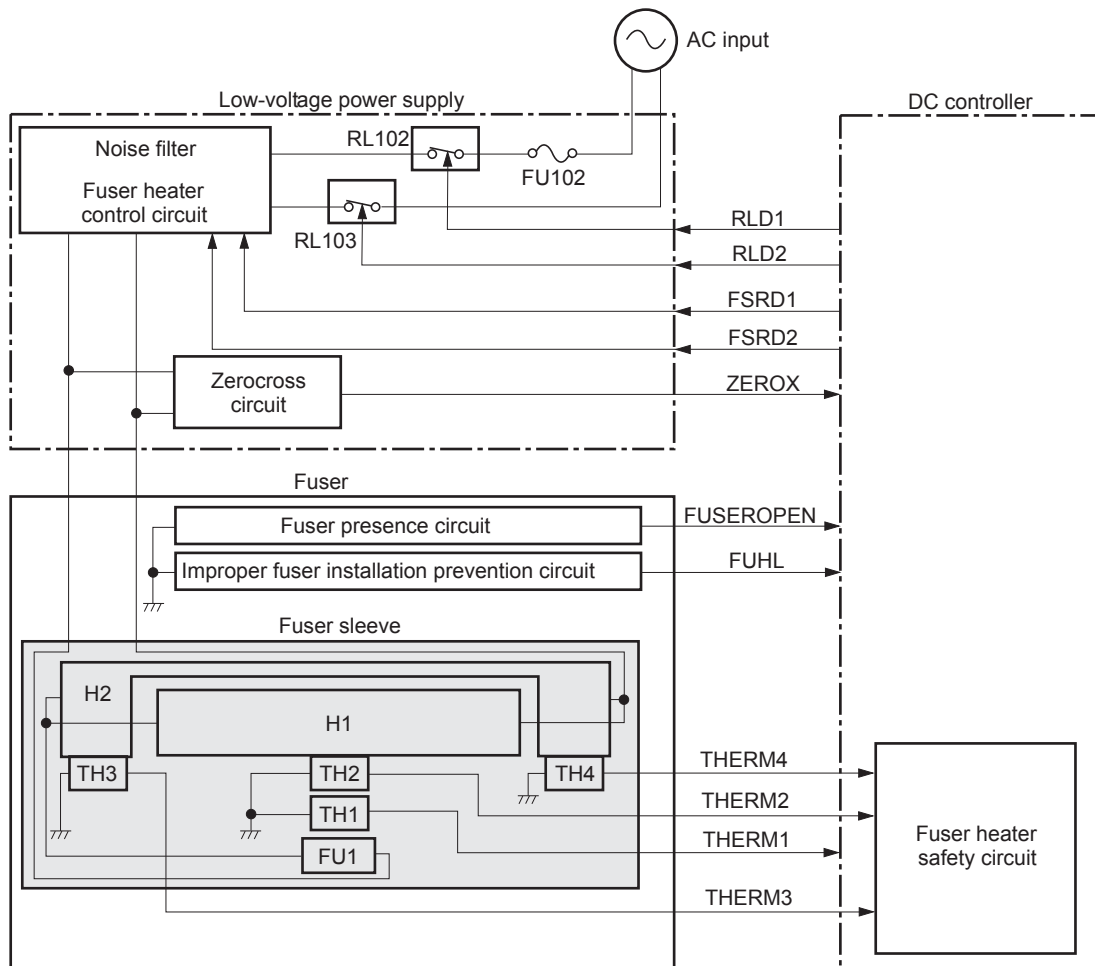 AC input
Low-voltage power supply
DC controller
Noise filter
Fuser heater
control circuit
RL102
FU102
RL103
RLD1
RLD2
FSRD1
FSRD2
Zerocross
circuit
ZEROX
Fuser
Fuser presence circuit
FUSEROPEN
Improper fuser installation prevention circuit
FUHL
Fuser sleeve
H2
H1
TH3
TH2
TH4
TH1
FU1
THERM4
THERM2
THERM1
THERM3
Fuser heater
safety circuit